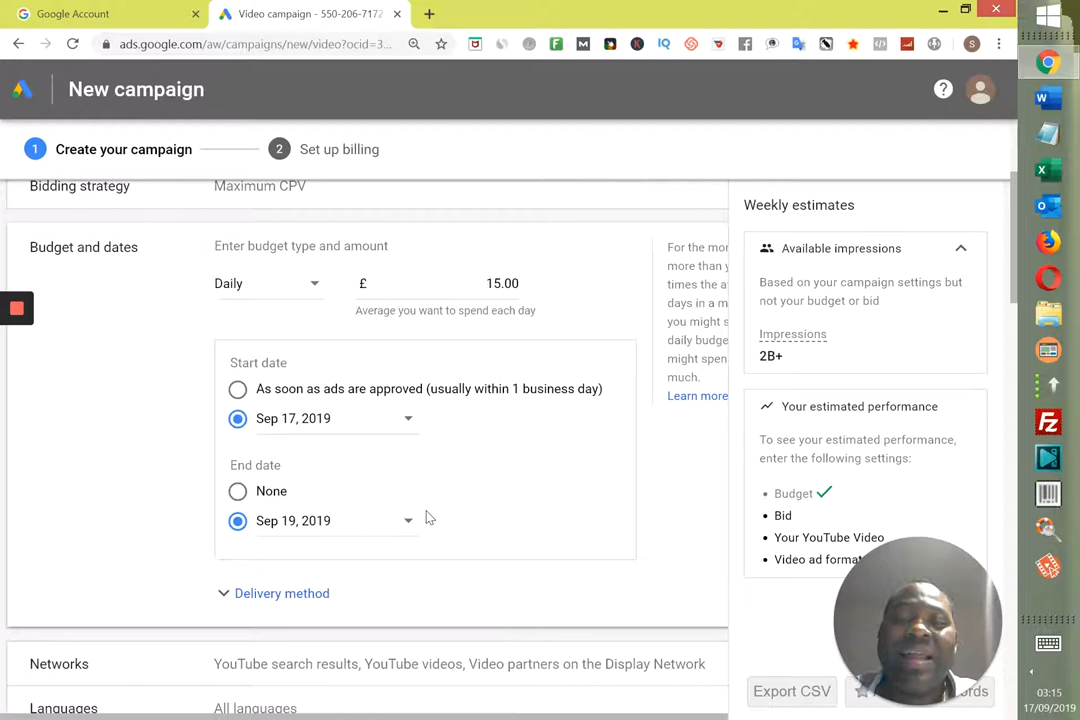 Google Account
Video campaign - 550-206-7172
ads.google.com/aw/campaigns/new/video?ocid=3...
New campaign
1 Create your campaign
2 Set up billing
Bidding strategy
Maximum CPV
Budget and dates
Enter budget type and amount
Daily
£ 15.00
Average you want to spend each day
For the mon
more than y
times the a
days in a m
you might s
daily budge
might spen
much.
Learn more
Start date
As soon as ads are approved (usually within 1 business day)
Sep 17, 2019
End date
None
Sep 19, 2019
Delivery method
Networks
YouTube search results, YouTube videos, Video partners on the Display Network
Languages
All languages
Weekly estimates
Available impressions
Based on your campaign settings but
not your budget or bid
Impressions
2B+
Your estimated performance
To see your estimated performance,
enter the following settings:
Budget
Bid
Your YouTube Video
Video ad format
Export CSV
03:15
17/09/2019